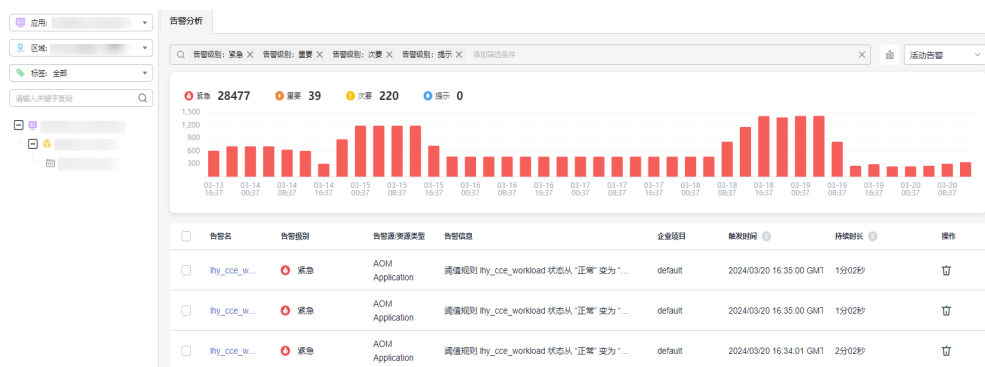 应用:
区域:
标签: 全部
请输入关键字查询
告警分析
告警级别: 紧急 × 告警级别: 重要 × 告警级别: 次要 × 告警级别: 提示 × 添加筛选条件 × 活动告警
紧急 28477 重要 39 次要 220 提示 0
1,500
1,200
900
600
300
03-13 03-14 03-14 03-14 03-15 03-15 03-15 03-16 03-16 03-16 03-17 03-17 03-17 03-18 03-18 03-18 03-19 03-19 03-19 03-20 03-20
16:37 00:37 08:37 16:37 00:37 08:37 16:37 00:37 08:37 16:37 00:37 08:37 16:37 00:37 08:37 16:37 00:37 08:37 16:37 00:37 08:37
告警名 告警级别 告警源/资源类型 告警信息 企业项目 触发时间 持续时长 操作
lhy_cce_w... 紧急 AOM Application 阈值规则 lhy_cce_workload 状态从 "正常" 变为 "... default 2024/03/20 16:35:00 GMT 1分02秒
lhy_cce_w... 紧急 AOM Application 阈值规则 lhy_cce_workload 状态从 "正常" 变为 "... default 2024/03/20 16:35:00 GMT 1分02秒
lhy_cce_w... 紧急 AOM Application 阈值规则 lhy_cce_workload 状态从 "正常" 变为 "... default 2024/03/20 16:34:01 GMT 2分02秒